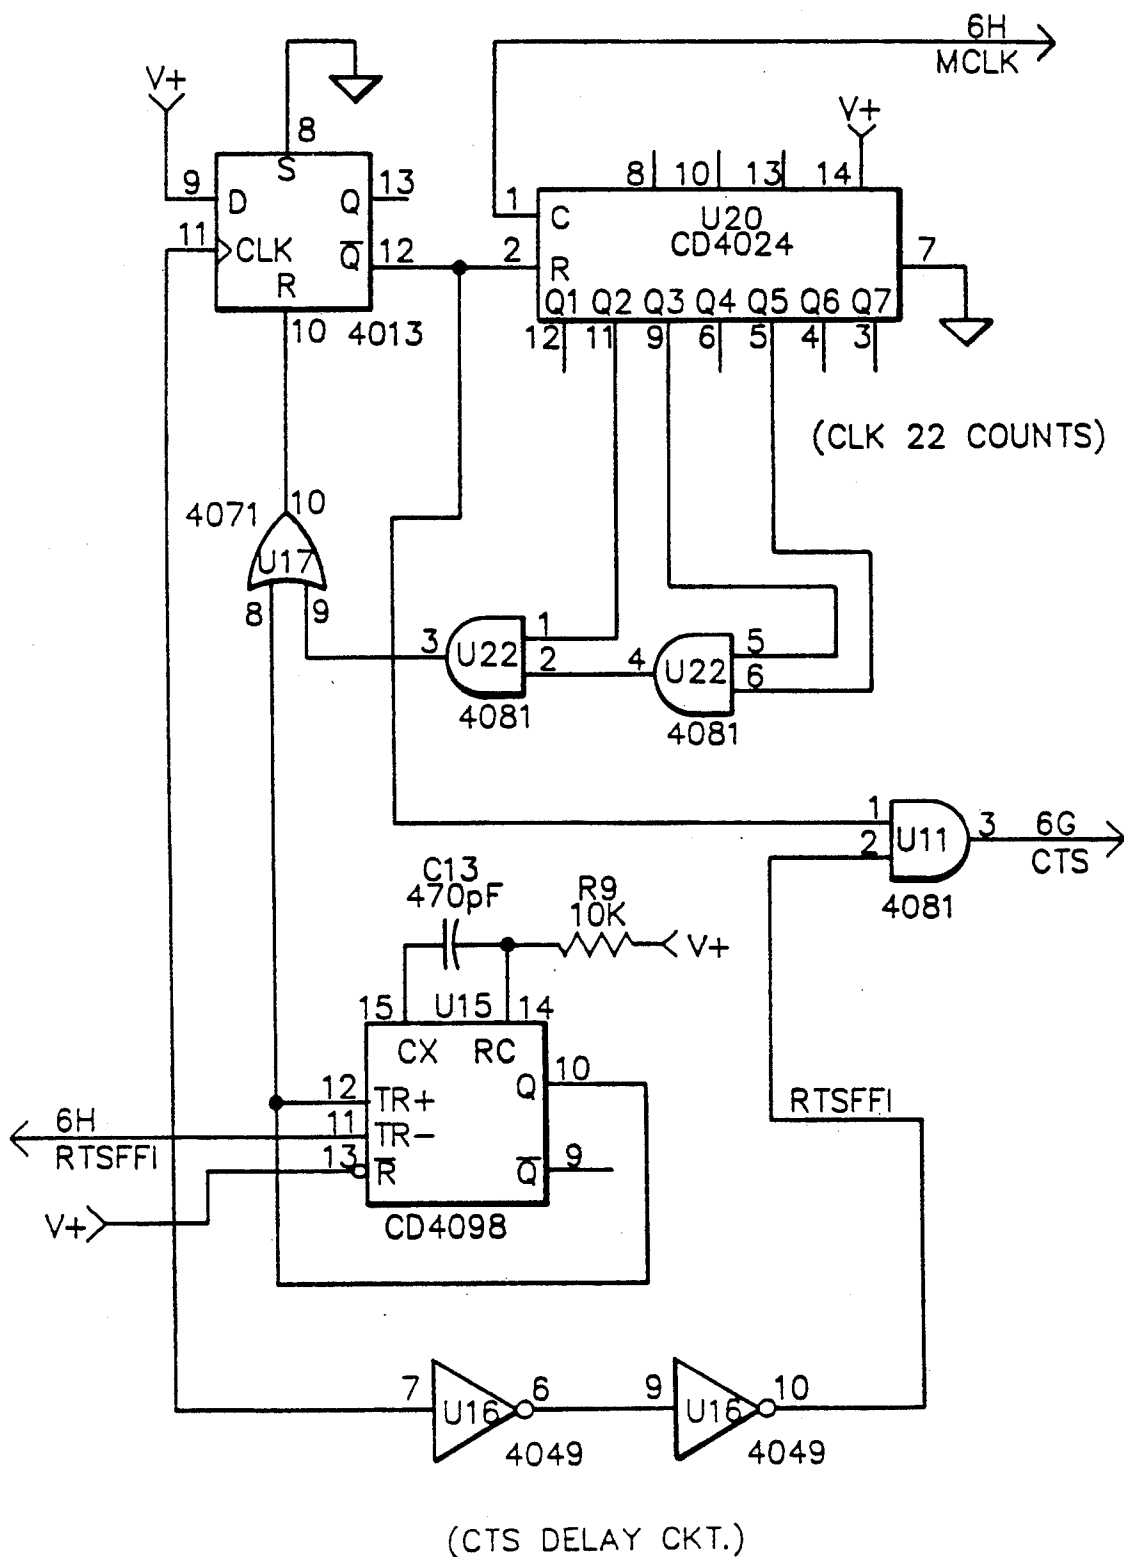 6H
MCLK
V+
8
S
9
D
Q
13
11
CLK
Q
12
R
10
4013
V+
8
10
13
14
1
C
U20
CD4024
2
R
7
Q1 Q2 Q3 Q4 Q5 Q6 Q7
12
11
9
6
5
4
3
(CLK 22 COUNTS)
4071
10
U17
8
9
3
U22
1
2
4081
4
U22
5
6
4081
1
2
U11
3
6G
CTS
4081
C13
470pF
R9
10K
V+
15
U15
14
CX
RC
Q
10
12
TR+
6H
RTSFF1
11
TR-
13
R
Q
9
V+
CD4098
RTSFF1
7
U16
6
4049
9
U16
10
4049
(CTS DELAY CKT.)